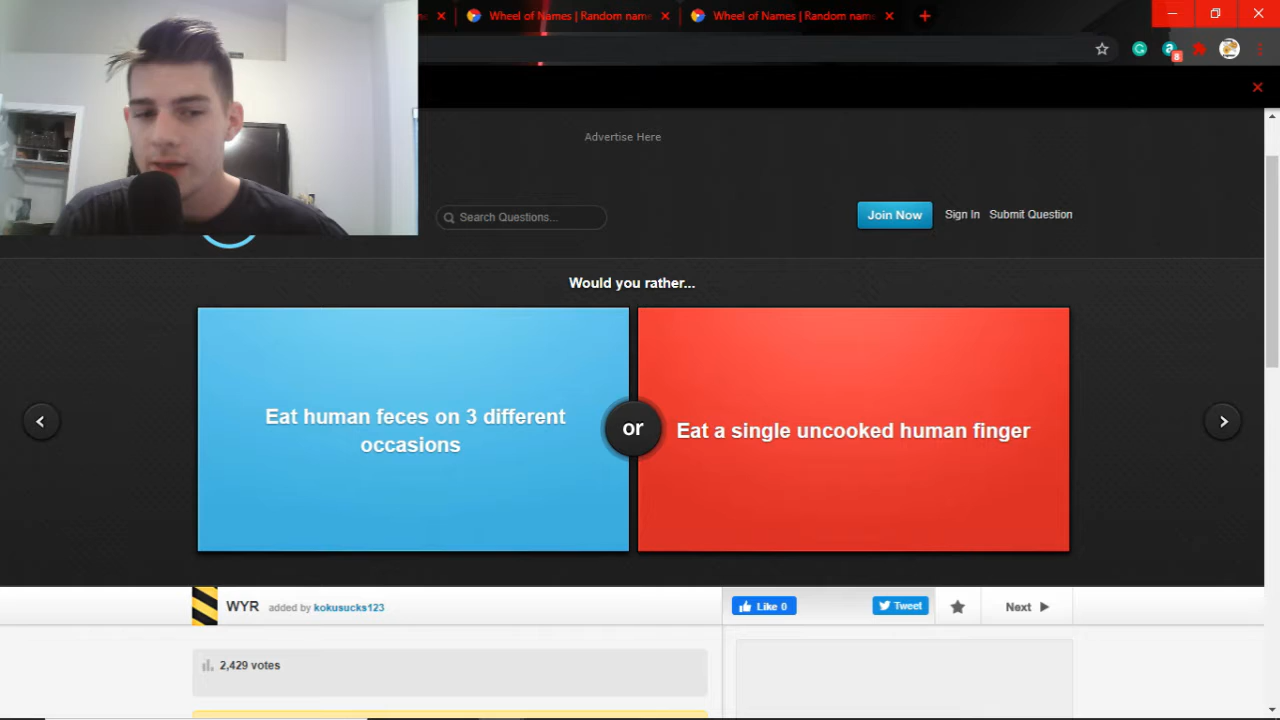 Wheel of Names | Random name
Wheel of Names | Random name
8
Advertise Here
Search Questions...
Join Now
Sign In
Submit Question
Would you rather...
Eat human feces on 3 different
occasions
or
Eat a single uncooked human finger
WYR added by kokusucks123
Like 0
Tweet
Next
2,429 votes